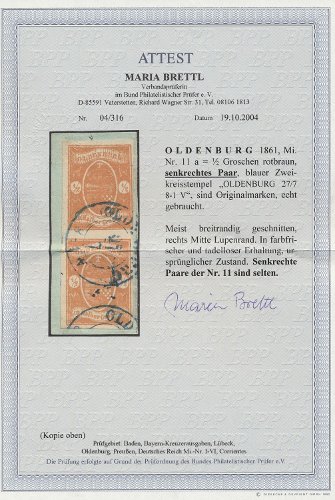 ATTEST
MARIA BRETTL
Verbandsprüferin
im Bund Philatelistischer Prüfer e. V.
D-85591 Vaterstetten, Richard Wagner Str. 31, Tel. 08106 1813
Nr. 04/316 Datum 19.10.2004
OLDENBURG 1861, Mi.
Nr. 11 a = ½ Groschen rotbraun,
senkrechtes Paar, blauer Zwei-
kreisstempel „OLDENBURG 27/7
8-1 V“, sind Originalmarken, echt
gebraucht.
Meist breitrandig geschnitten,
rechts Mitte Lupenrand. In farbfri-
scher und tadelloser Erhaltung, ur-
sprünglicher Zustand. Senkrechte
Paare der Nr. 11 sind selten.
Maria Brettl
(Kopie oben)
Prüfgebiet: Baden, Bayern-Kreuzerausgaben, Lübeck,
Oldenburg, Preußen, Deutsches Reich Mi.-Nr. 1-VI, Corrientes
Die Prüfung erfolgte auf Grund der Prüfordnung des Bundes Philatelistischer Prüfer e.V.